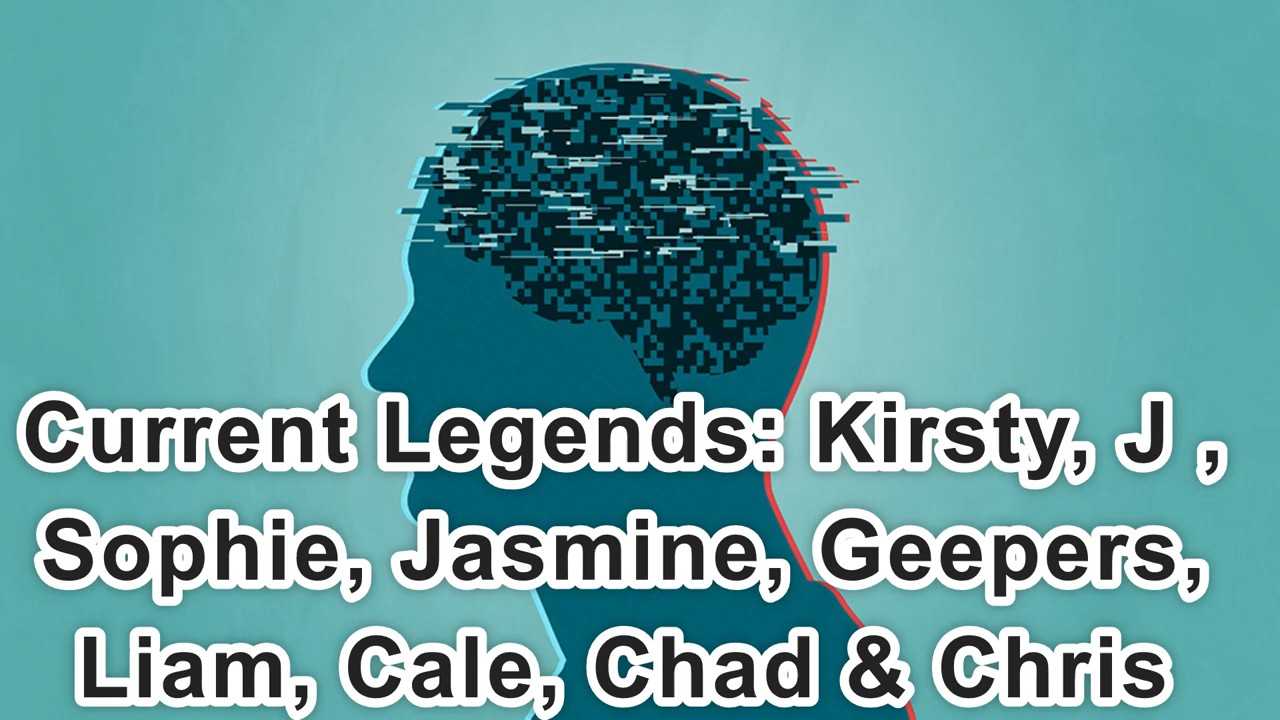 Current Legends: Kirsty, J ,
Sophie, Jasmine, Geepers,
Liam, Cale, Chad & Chris